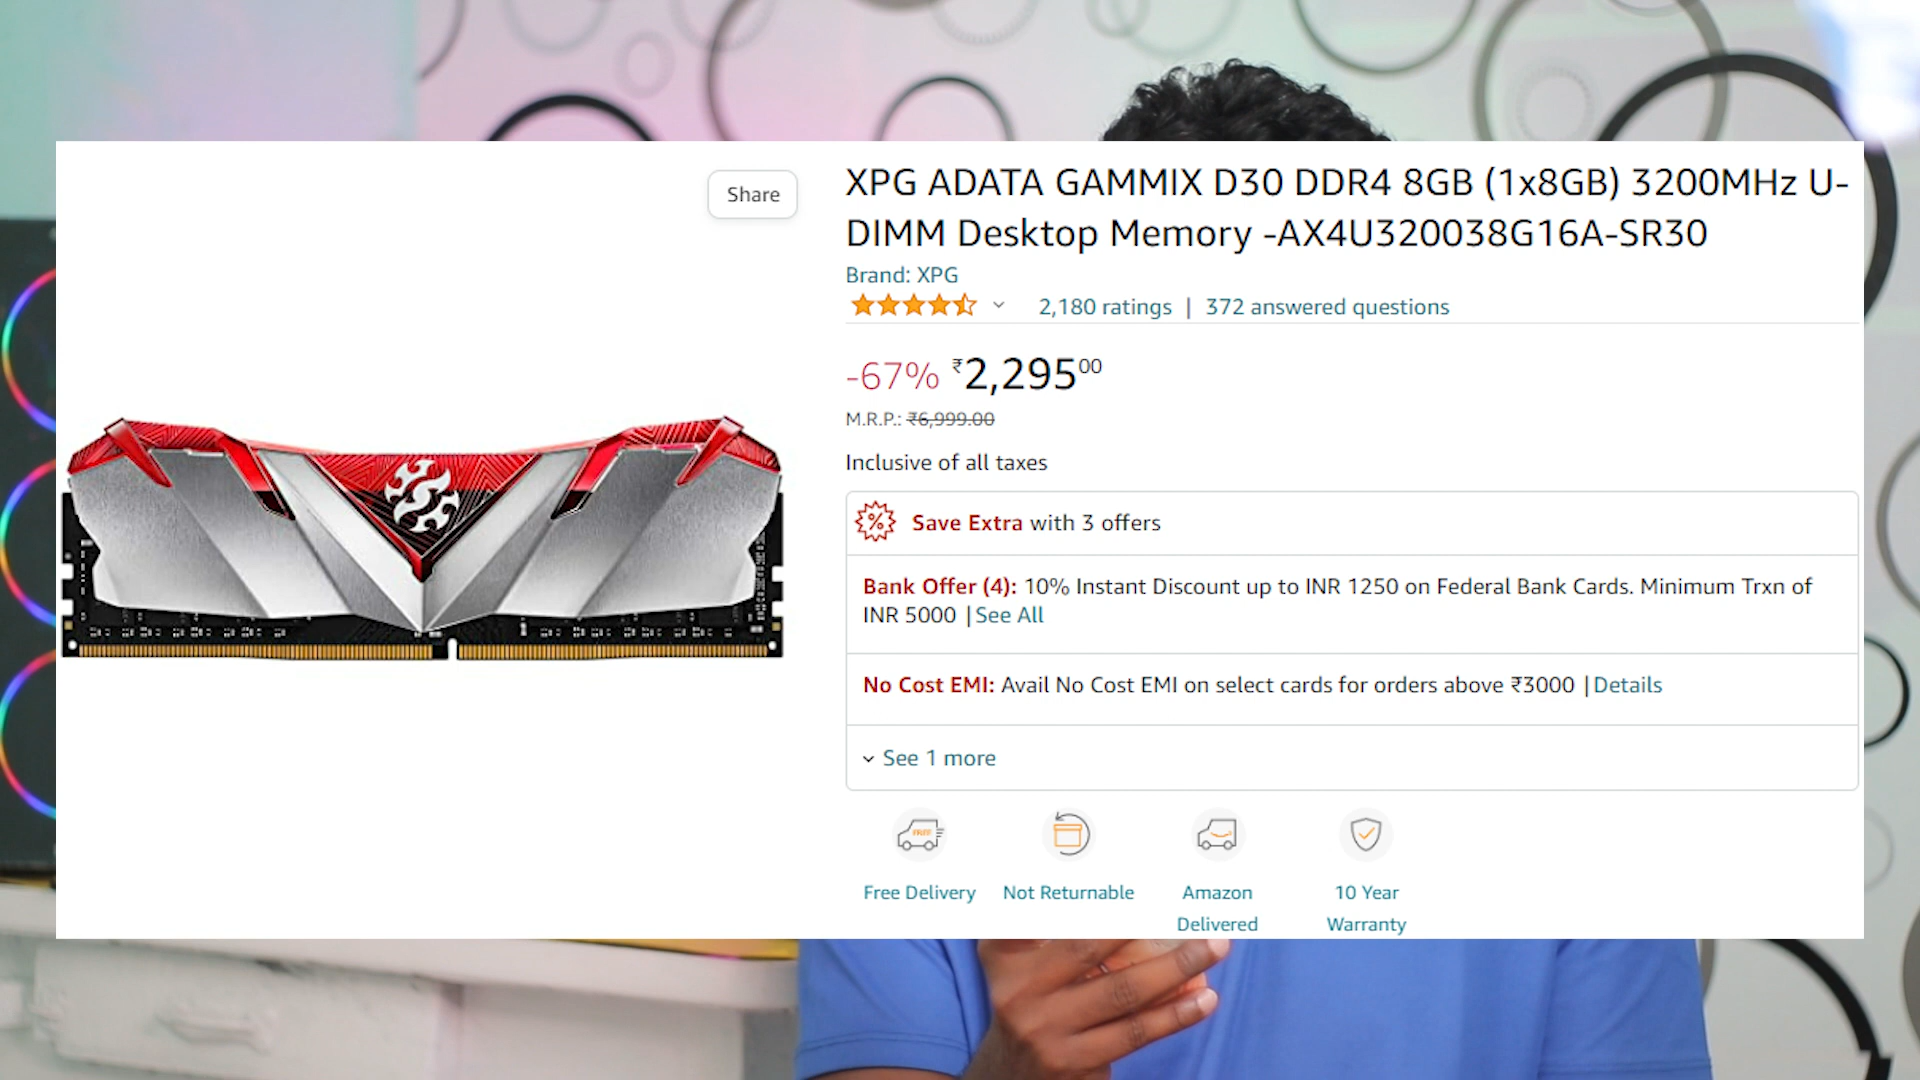 Share
XPG ADATA GAMMIX D30 DDR4 8GB (1x8GB) 3200MHz U-
DIMM Desktop Memory -AX4U320038G16A-SR30
Brand: XPG
2,180 ratings | 372 answered questions
-67% ₹2,29500
M.R.P.: ₹6,999.00
Inclusive of all taxes
Save Extra with 3 offers
Bank Offer (4): 10% Instant Discount up to INR 1250 on Federal Bank Cards. Minimum Trxn of
INR 5000 | See All
No Cost EMI: Avail No Cost EMI on select cards for orders above ₹3000 | Details
See 1 more
FREE
Free Delivery
Not Returnable
Amazon
Delivered
10 Year
Warranty